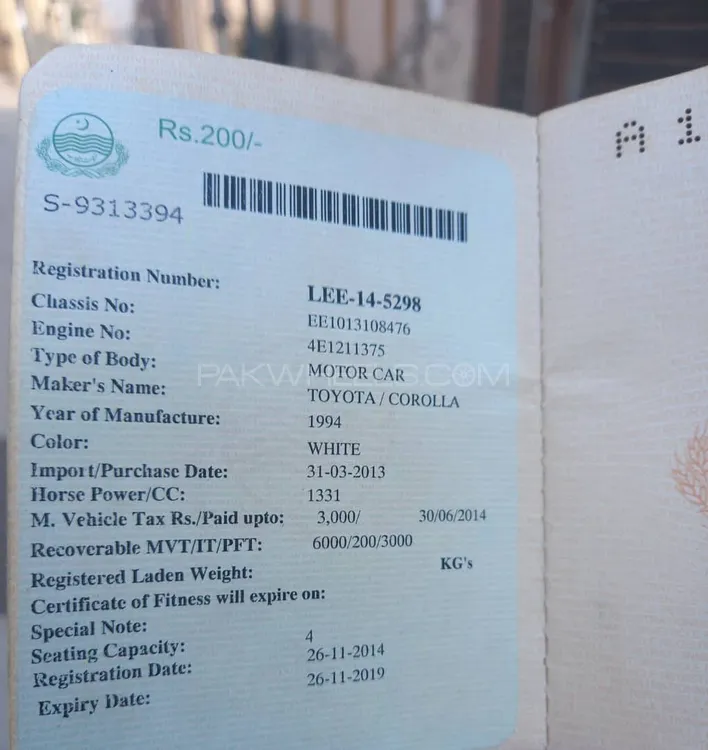 Rs.200/-
A 1
S-9313394
Registration Number: LEE-14-5298
Chassis No: EE1013108476
Engine No: 4E1211375
Type of Body: MOTOR CAR
Maker's Name: TOYOTA / COROLLA
Year of Manufacture: 1994
Color: WHITE
Import/Purchase Date: 31-03-2013
Horse Power/CC: 1331
M. Vehicle Tax Rs./Paid upto: 3,000/ 30/06/2014
Recoverable MVT/IT/PFT: 6000/200/3000
Registered Laden Weight: KG's
Certificate of Fitness will expire on:
Special Note:
Seating Capacity: 4
Registration Date: 26-11-2014
Expiry Date: 26-11-2019
PAKWHEELS.COM